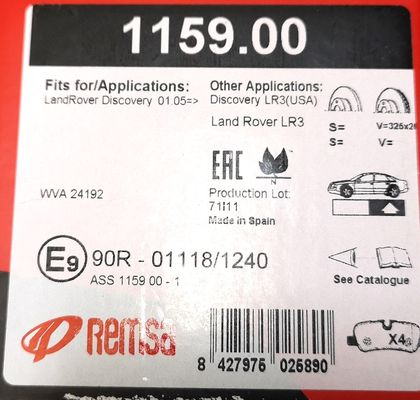 1159.00
Fits for/Applications:
LandRover Discovery 01.05=>
Other Applications:
Discovery LR3(USA)
Land Rover LR3
S= V=325x25
S= V=
WVA 24192
EAC
N
Production Lot:
71I11
Made in Spain
E9 90R - 01118/1240
ASS 1159 00 - 1
See Catalogue
remsa
X4
8 427975 025890